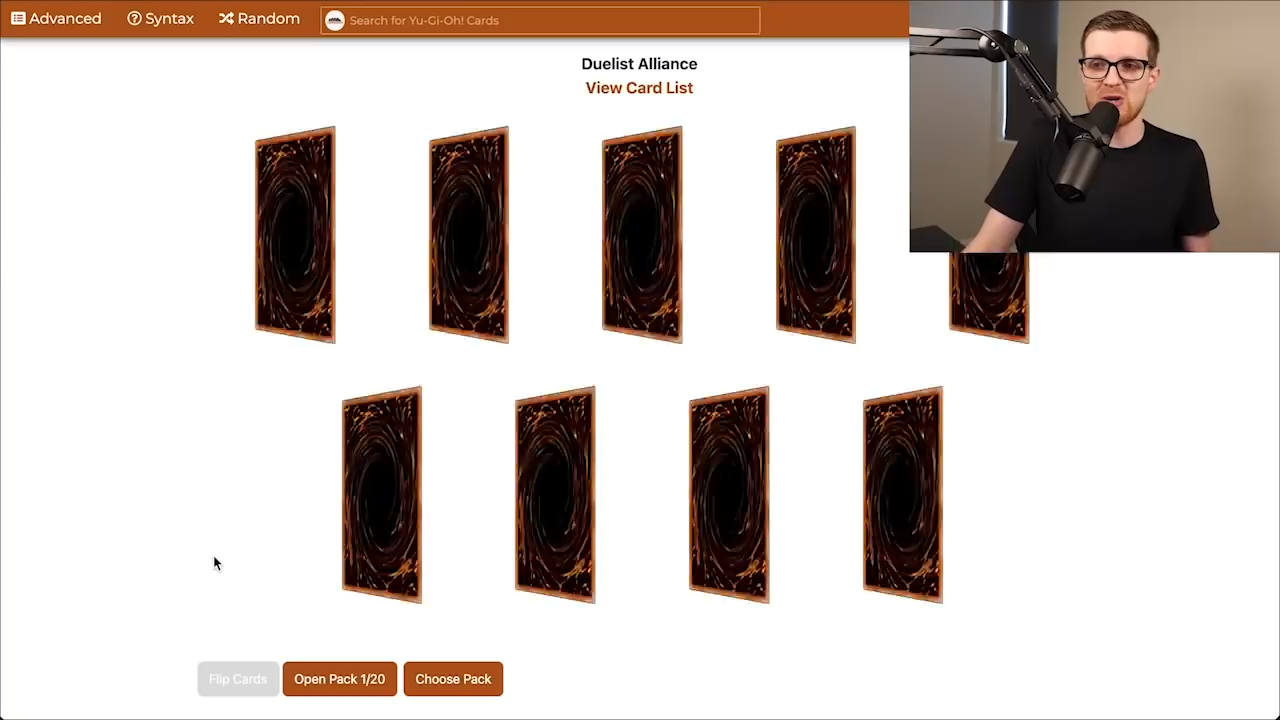 Advanced
Syntax
Random
Search for Yu-Gi-Oh! Cards
Duelist Alliance
View Card List
Flip Cards
Open Pack 1/20
Choose Pack